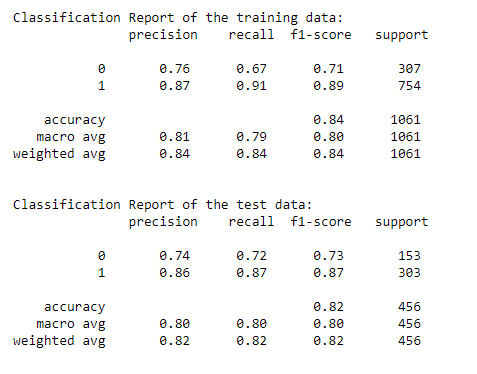 Classification Report of the training data:
precision recall f1-score support
0 0.76 0.67 0.71 307
1 0.87 0.91 0.89 754
accuracy 0.84 1061
macro avg 0.81 0.79 0.80 1061
weighted avg 0.84 0.84 0.84 1061
Classification Report of the test data:
precision recall f1-score support
0 0.74 0.72 0.73 153
1 0.86 0.87 0.87 303
accuracy 0.82 456
macro avg 0.80 0.80 0.80 456
weighted avg 0.82 0.82 0.82 456